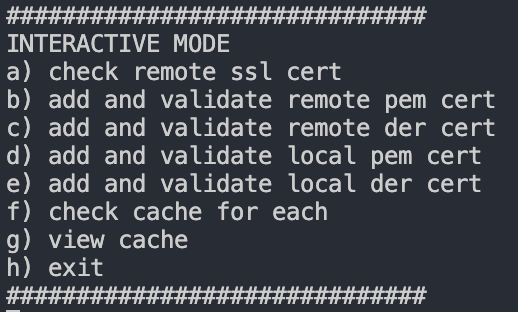 ##############################
INTERACTIVE MODE
a) check remote ssl cert
b) add and validate remote pem cert
c) add and validate remote der cert
d) add and validate local pem cert
e) add and validate local der cert
f) check cache for each
g) view cache
h) exit
##############################